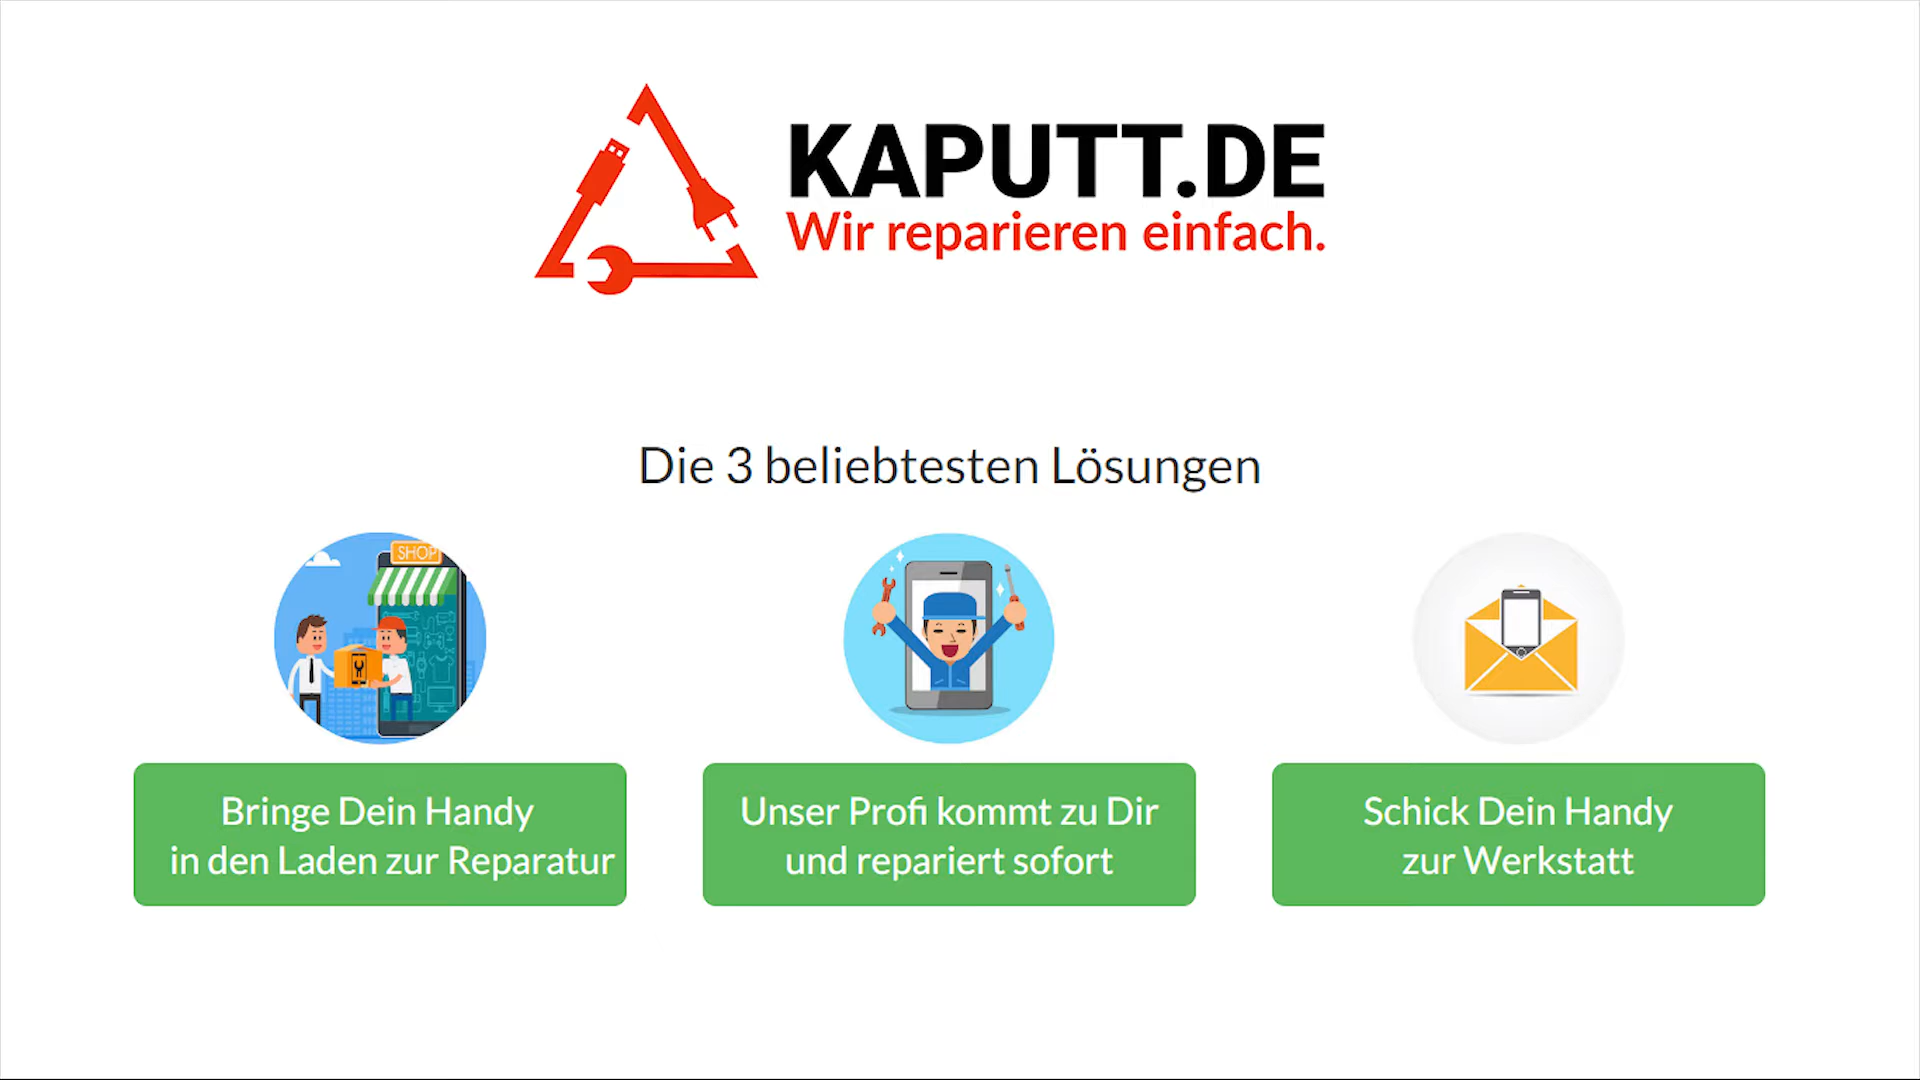 KAPUTT.DE
Wir reparieren einfach.
Die 3 beliebtesten Lösungen
SHOP
Bringe Dein Handy
in den Laden zur Reparatur
Unser Profi kommt zu Dir
und repariert sofort
Schick Dein Handy
zur Werkstatt